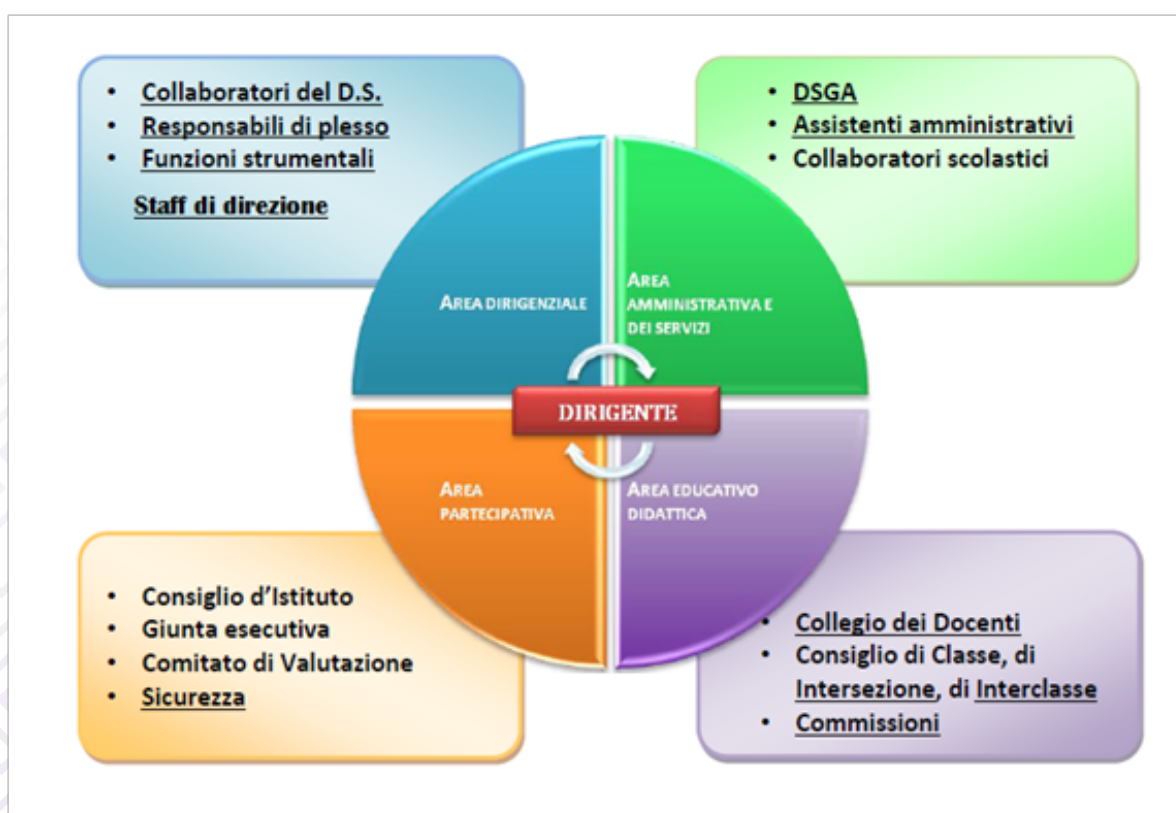 • Collaboratori del D.S.
• Responsabili di plesso
• Funzioni strumentali
Staff di direzione
• DSGA
• Assistenti amministrativi
• Collaboratori scolastici
AREA DIRIGENZIALE
AREA
AMMINISTRATIVA E
DEI SERVIZI
DIRIGENTE
AREA
PARTECIPATIVA
AREA EDUCATIVO
DIDATTICA
• Consiglio d'Istituto
• Giunta esecutiva
• Comitato di Valutazione
• Sicurezza
• Collegio dei Docenti
• Consiglio di Classe, di
Intersezione, di Interclasse
• Commissioni